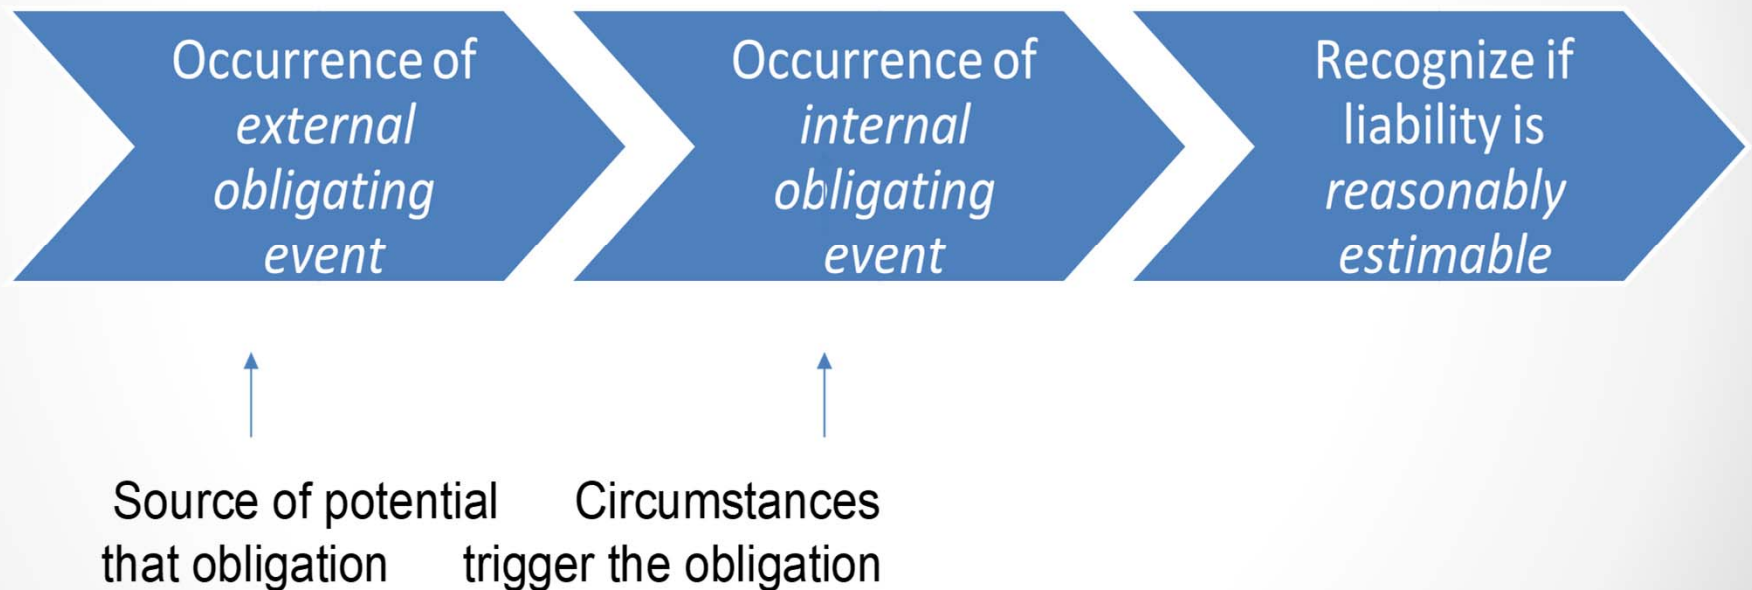 Occurrence of
external
obligating
event
Occurrence of
internal
obligating
event
Recognize if
liability is
reasonably
estimable
Source of potential
that obligation
Circumstances
trigger the obligation